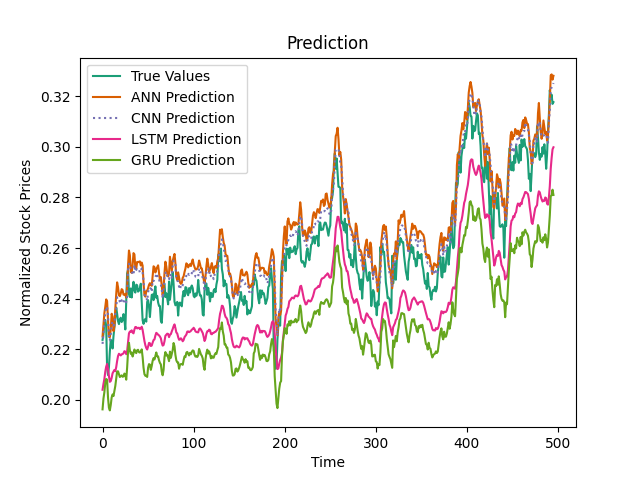 Prediction
True Values
ANN Prediction
CNN Prediction
LSTM Prediction
GRU Prediction
Normalized Stock Prices
0.32
0.30
0.28
0.26
0.24
0.22
0.20
0 100 200 300 400 500
Time